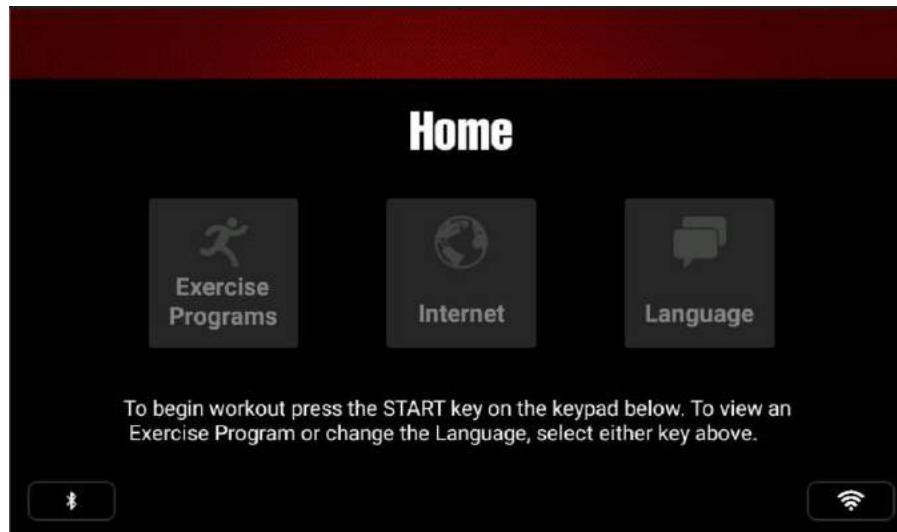 Home
Exercise
Programs
Internet
Language
To begin workout press the START key on the keypad below. To view an
Exercise Program or change the Language, select either key above.